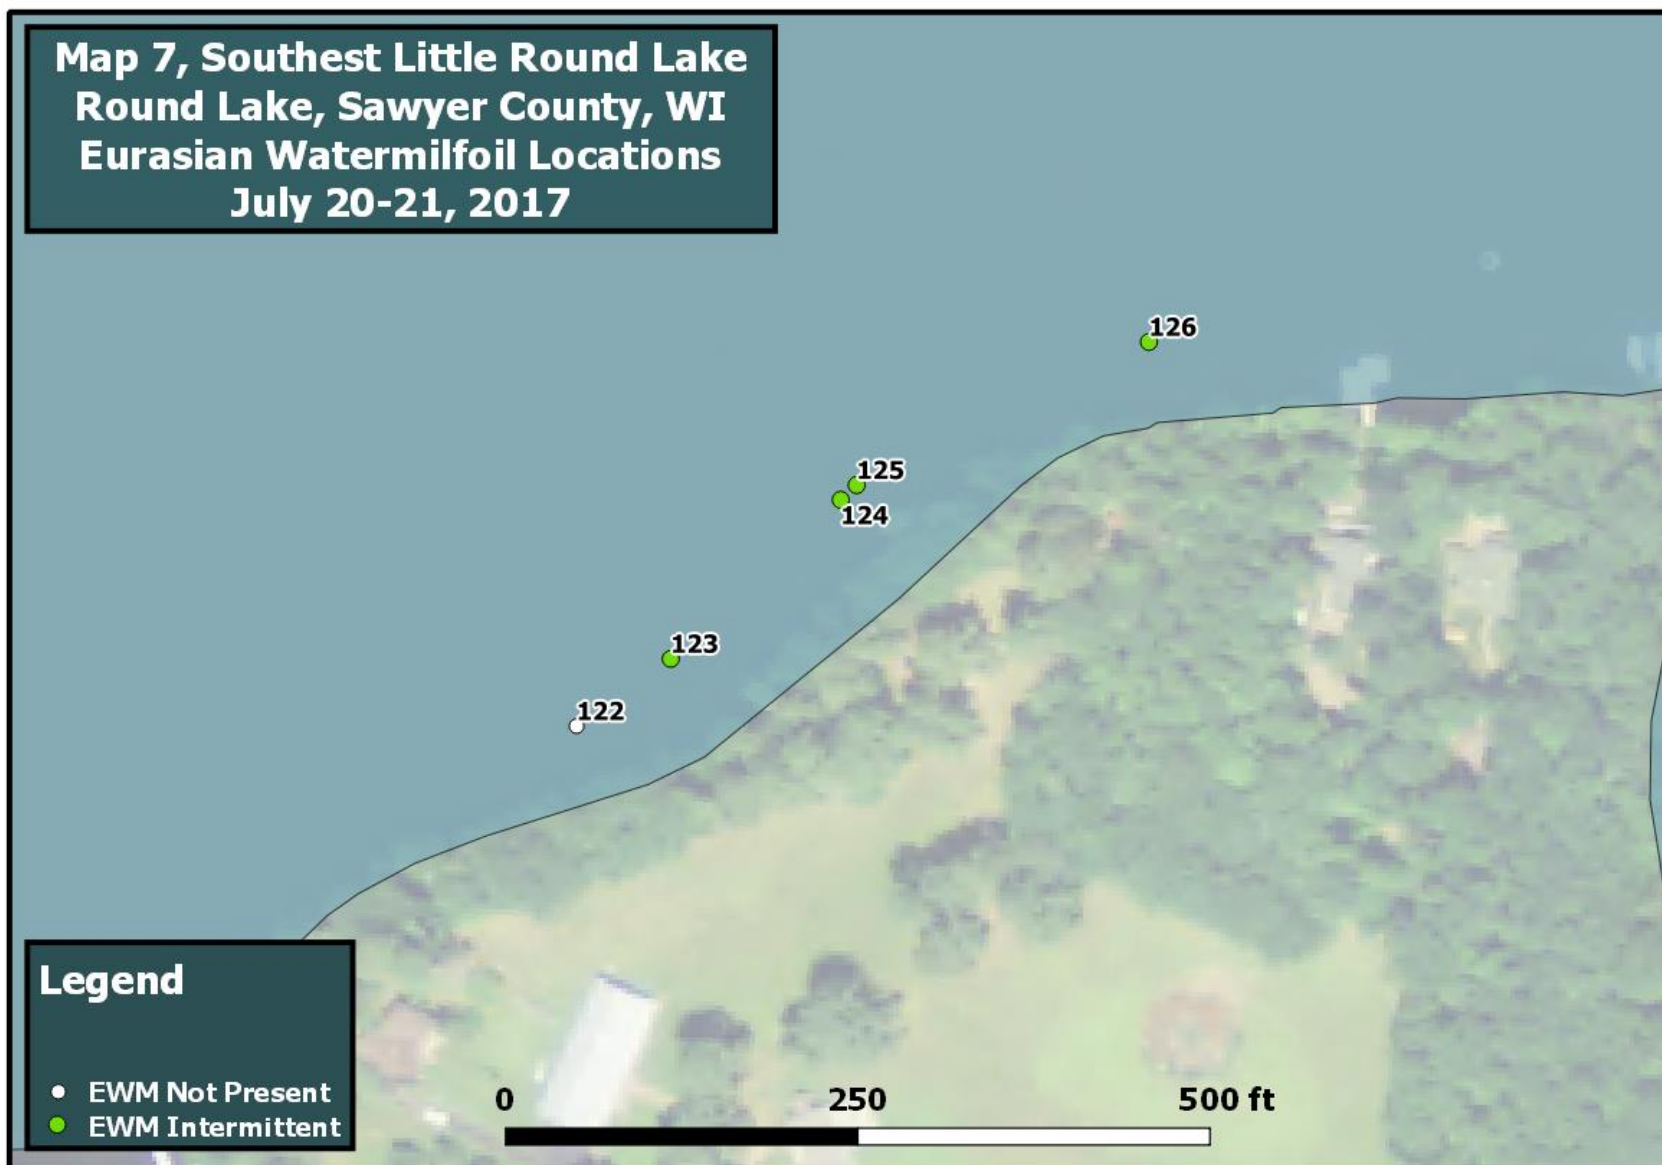 Map 7, Southest Little Round Lake
Round Lake, Sawyer County, WI
Eurasian Watermilfoil Locations
July 20-21, 2017
126
125
124
123
122
Legend
EWM Not Present
EWM Intermittent
0 250 500 ft